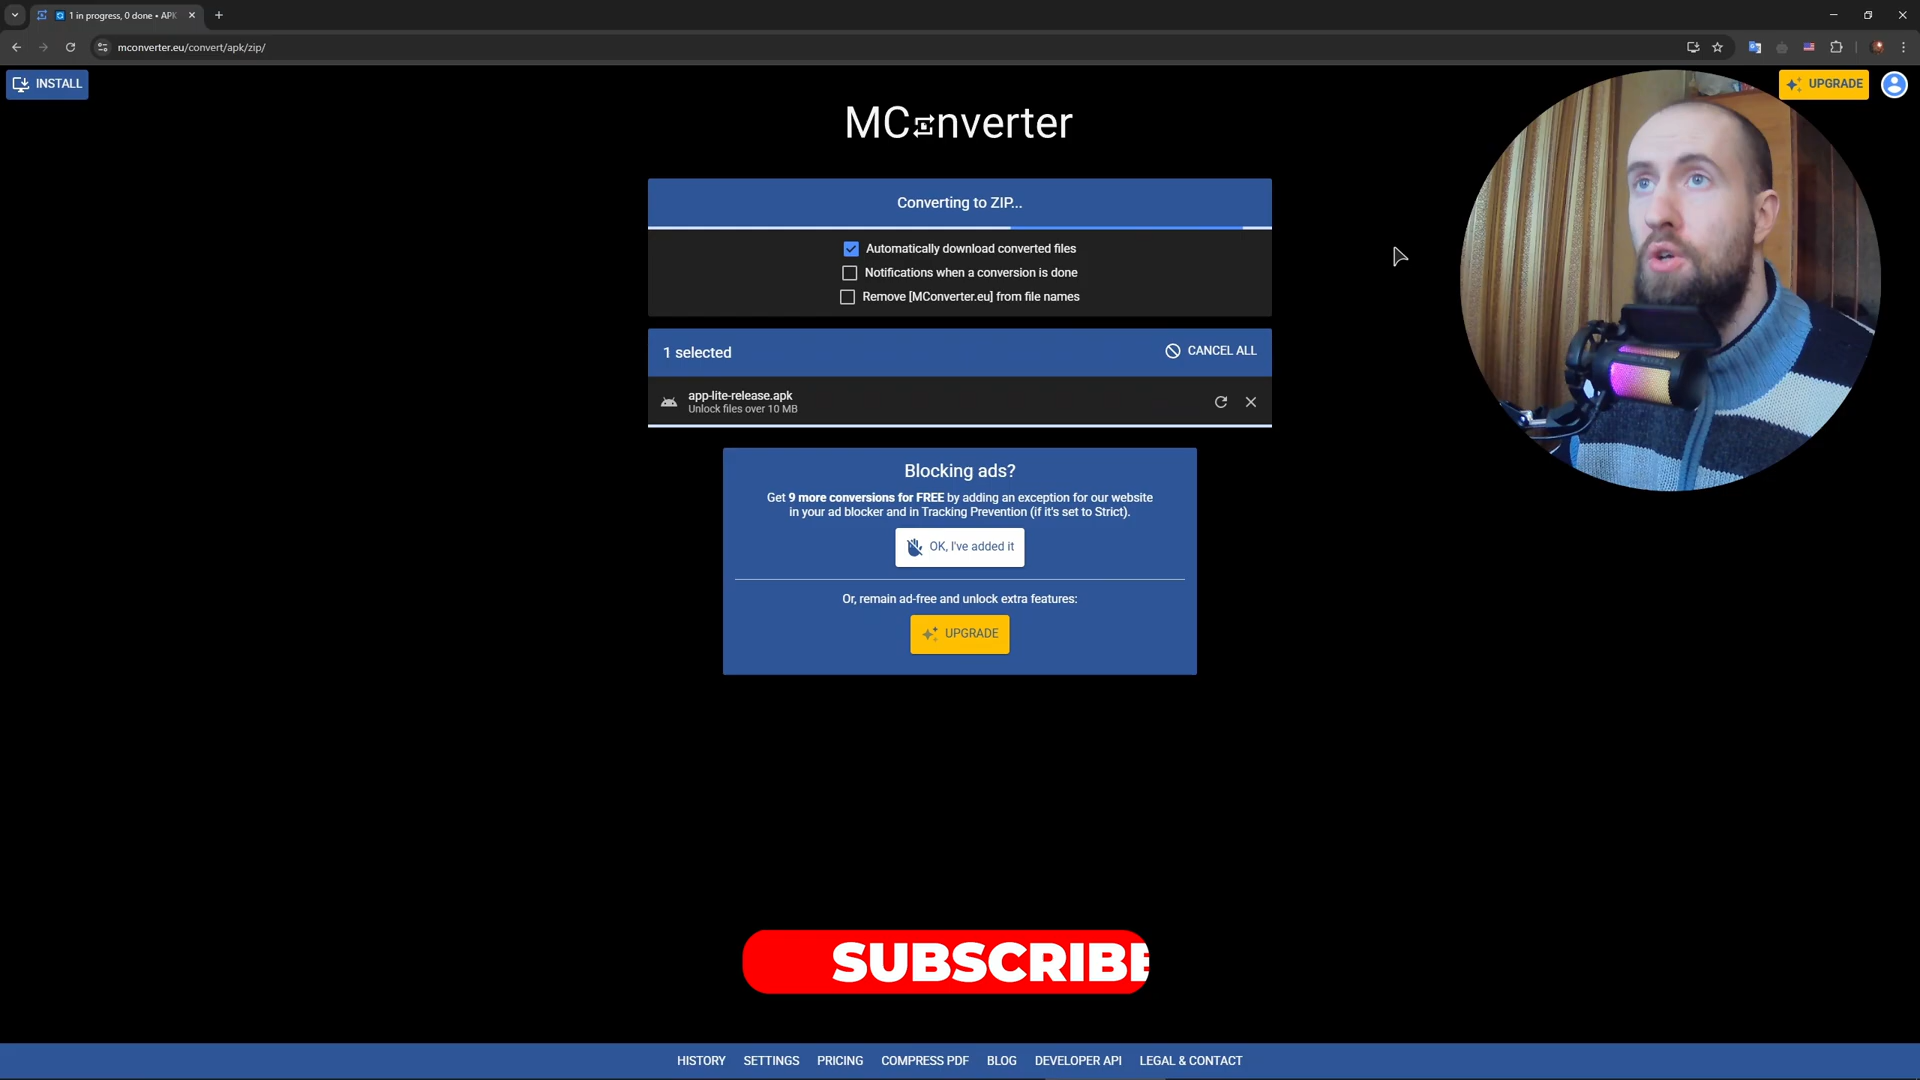 1 in progress, 0 done • APK
mconverter.eu/convert/apk/zip/
INSTALL
UPGRADE
MConverter
Converting to ZIP...
Automatically download converted files
Notifications when a conversion is done
Remove [MConverter.eu] from file names
1 selected
CANCEL ALL
app-lite-release.apk
Unlock files over 10 MB
Blocking ads?
Get 9 more conversions for FREE by adding an exception for our website
in your ad blocker and in Tracking Prevention (if it's set to Strict).
OK, I've added it
Or, remain ad-free and unlock extra features:
UPGRADE
SUBSCRIBE
HISTORY SETTINGS PRICING COMPRESS PDF BLOG DEVELOPER API LEGAL & CONTACT